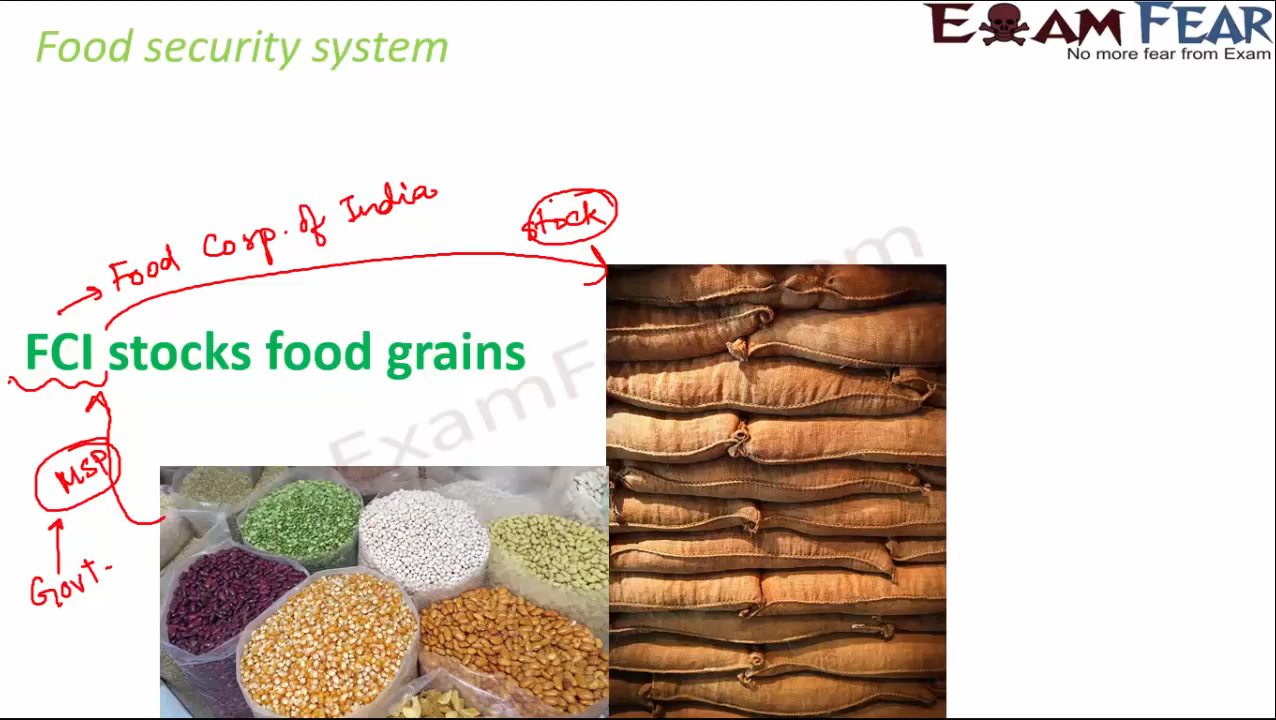 Food security system
EXAM FEAR
No more fear from Exam
Food Corp. of India
stock
FCI stocks food grains
MSP
Govt.